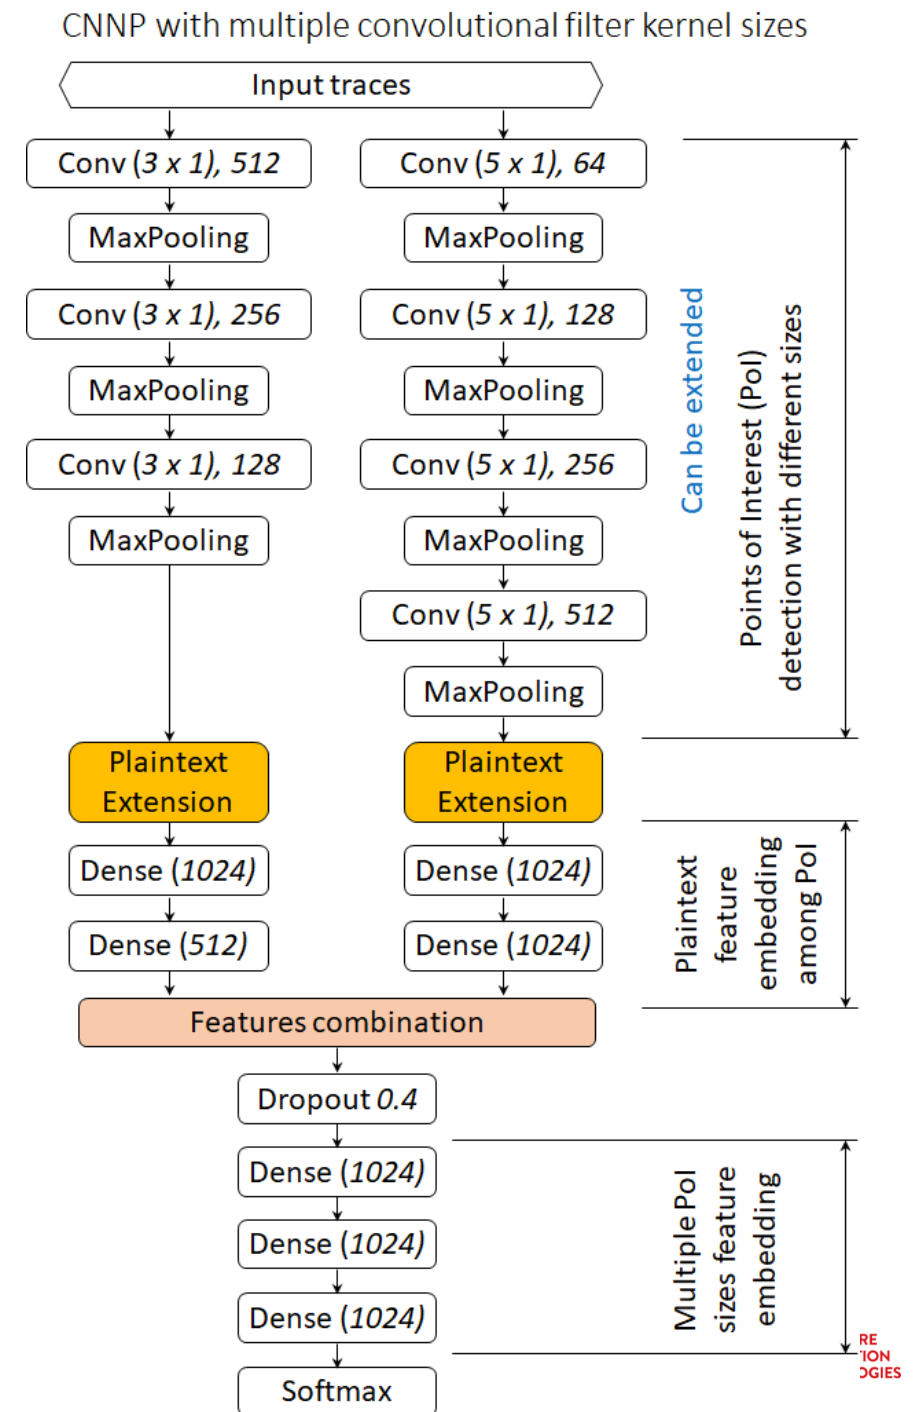 CNNP with multiple convolutional filter kernel sizes
Input traces
Conv (3 x 1), 512
MaxPooling
Conv (3 x 1), 256
MaxPooling
Conv (3 x 1), 128
MaxPooling
Plaintext
Extension
Dense (1024)
Dense (512)
Conv (5 x 1), 64
MaxPooling
Conv (5 x 1), 128
MaxPooling
Conv (5 x 1), 256
MaxPooling
Conv (5 x 1), 512
MaxPooling
Plaintext
Extension
Dense (1024)
Dense (1024)
Can be extended
Points of Interest (PoI)
detection with different sizes
Plaintext
feature
embedding
among PoI
Features combination
Dropout 0.4
Dense (1024)
Dense (1024)
Dense (1024)
Softmax
Multiple PoI
sizes feature
embedding
RE
ION
OGIES